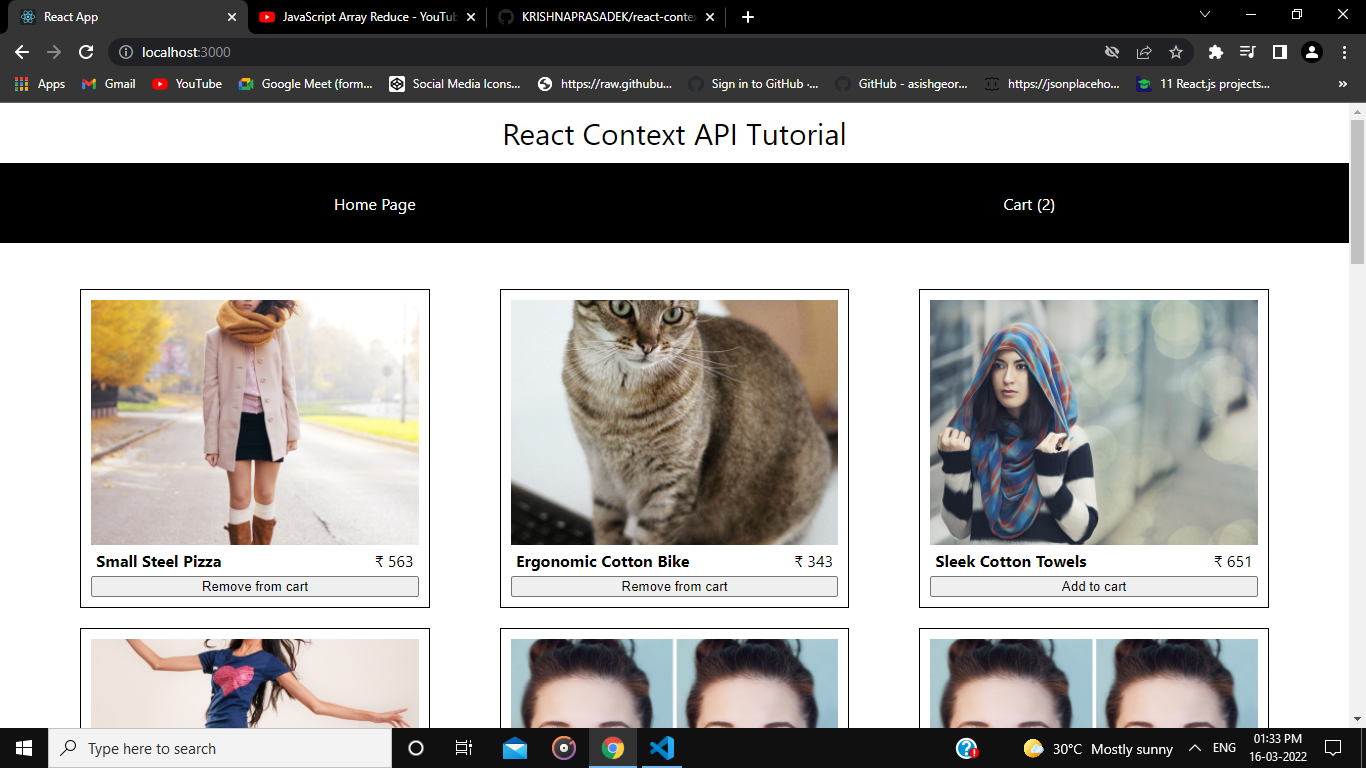 React App
JavaScript Array Reduce - YouTub
KRISHNAPRASADEK/react-conte
localhost:3000
Apps
Gmail
YouTube
Google Meet (form...
Social Media Icons...
https://raw.githubu...
Sign in to GitHub ·...
GitHub - asishgeor...
https://jsonplaceho...
11 React.js projects...
»
React Context API Tutorial
Home Page
Cart (2)
Small Steel Pizza ₹ 563
Remove from cart
Ergonomic Cotton Bike ₹ 343
Remove from cart
Sleek Cotton Towels ₹ 651
Add to cart
Type here to search
30°C Mostly sunny
ENG
01:33 PM
16-03-2022